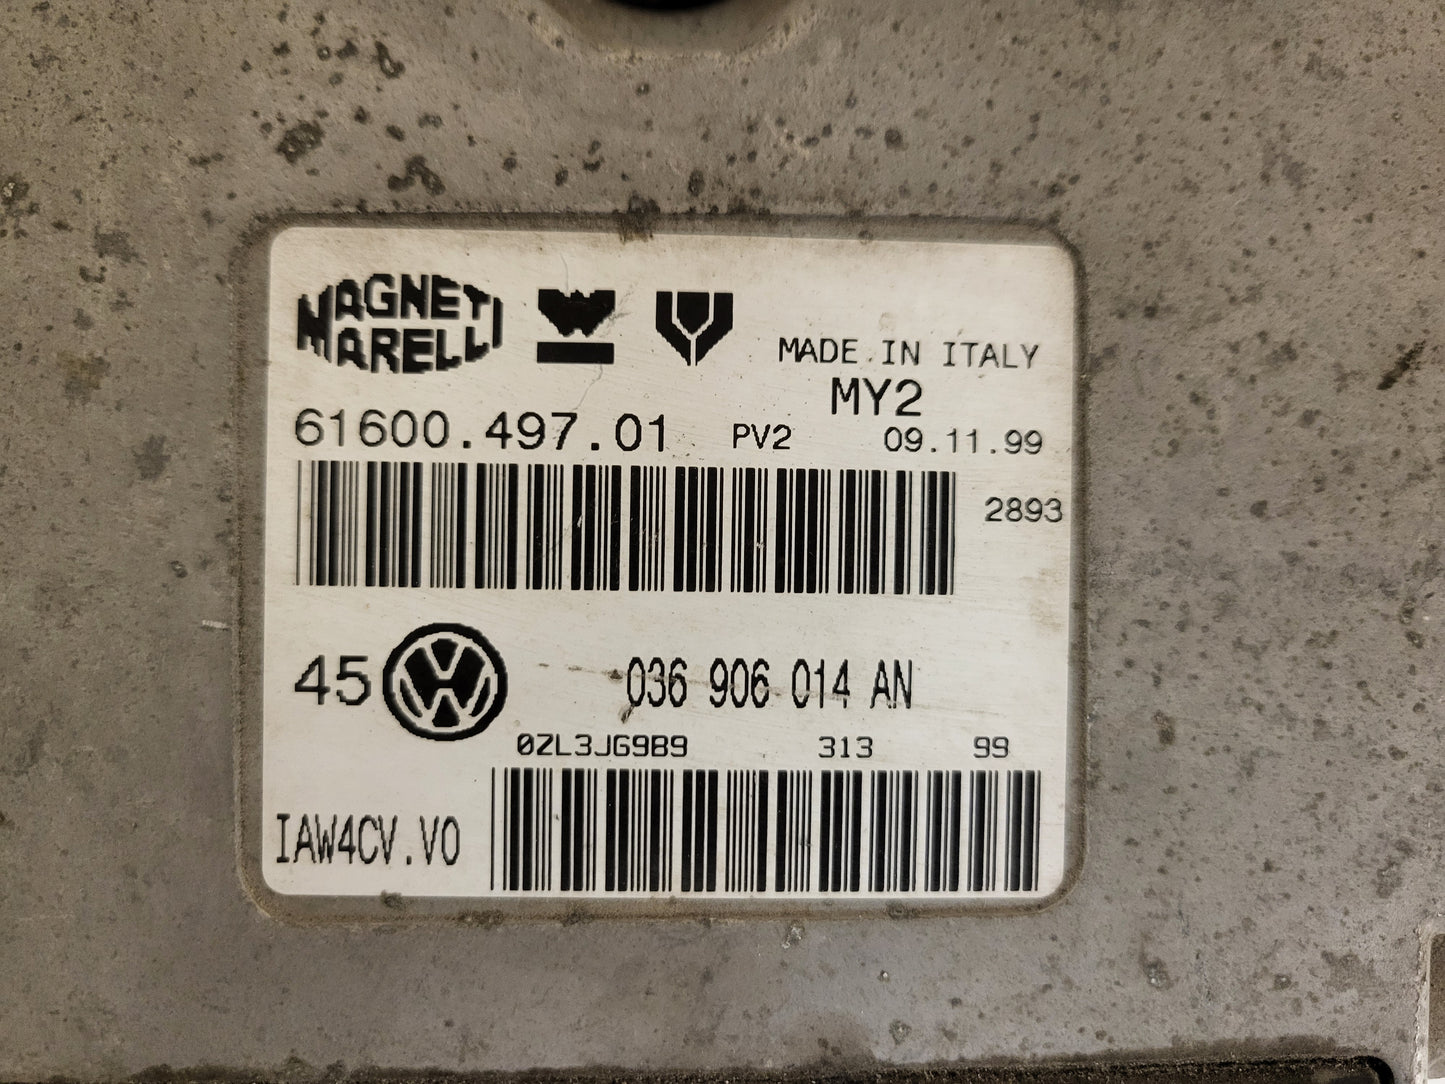 MAGNETI
MARELLI
MADE IN ITALY
MY2
61600.497.01 PV2 09.11.99
2893
45 036 906 014 AN
0ZL3JG9B9 313 99
IAW4CV.V0